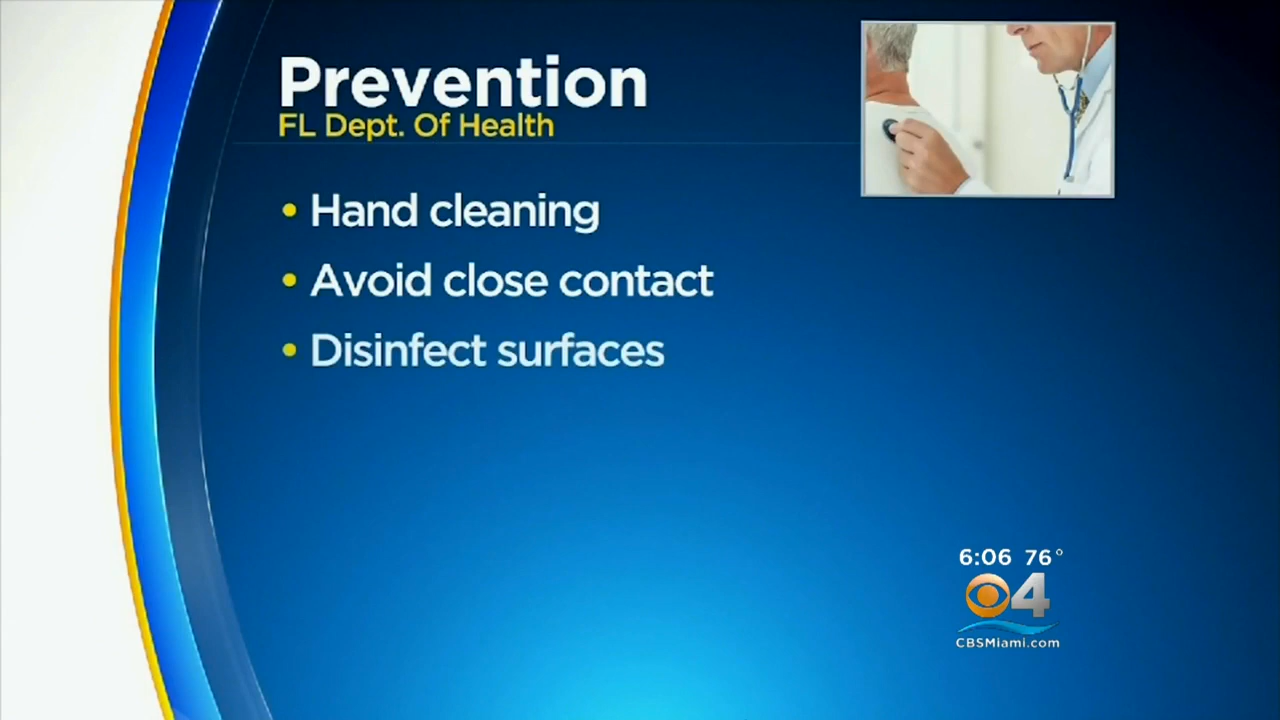 Prevention
FL Dept. Of Health
• Hand cleaning
• Avoid close contact
• Disinfect surfaces
6:06 76°
4
CBSMiami.com